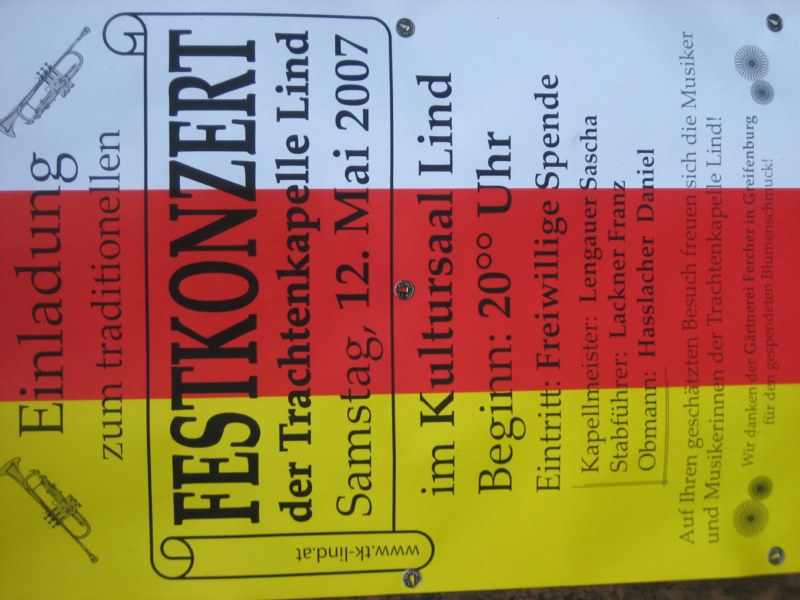 Einladung
zum traditionellen
FESTKONZERT
der Trachtenkapelle Lind
Samstag, 12. Mai 2007
www.tk-lind.at
im Kultursaal Lind
Beginn: 20°° Uhr
Eintritt: Freiwillige Spende
Kapellmeister: Lengauer Sascha
Stabführer: Lackner Franz
Obmann: Hasslacher Daniel
Auf Ihren geschätzten Besuch freuen sich die Musiker
und Musikerinnen der Trachtenkapelle Lind!
Wir danken der Gärtnerei Fercher in Greifenburg
für den gespendeten Blumenschmuck!